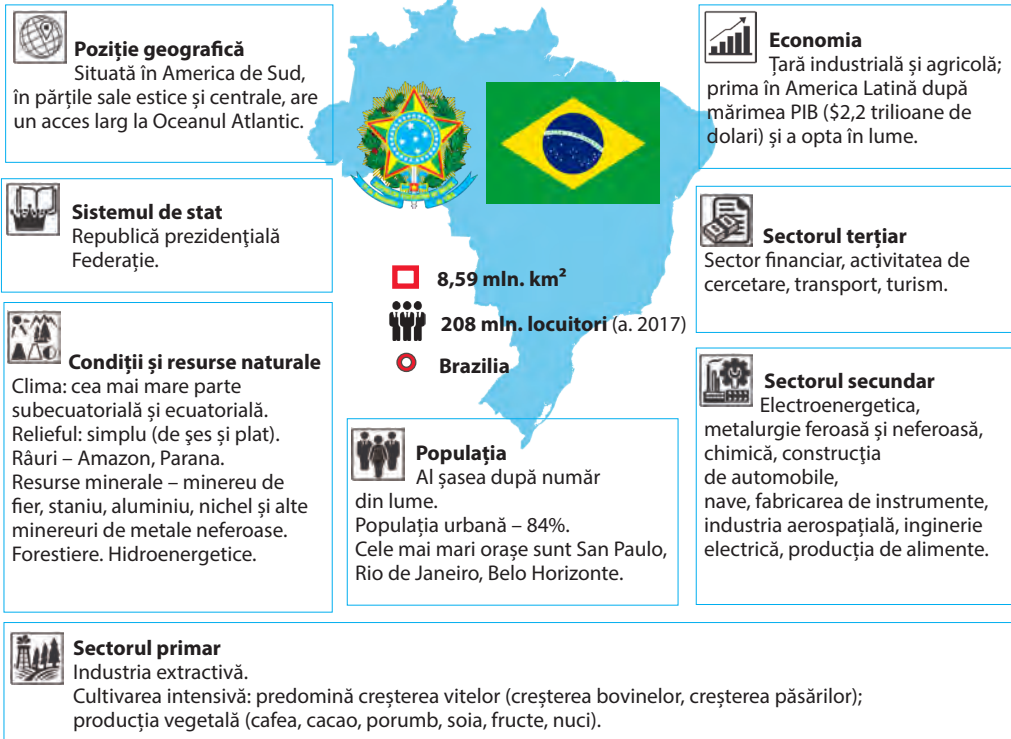 Poziție geografică
Situată în America de Sud,
în părțile sale estice și centrale, are
un acces larg la Oceanul Atlantic.
Sistemul de stat
Republică prezidenţială
Federație.
Condiții și resurse naturale
Clima: cea mai mare parte
subecuatorială și ecuatorială.
Relieful: simplu (de șes și plat).
Râuri – Amazon, Parana.
Resurse minerale – minereu de
fier, staniu, aluminiu, nichel și alte
minereuri de metale neferoase.
Forestiere. Hidroenergetice.
8,59 mln. km²
208 mln. locuitori (a. 2017)
Brazilia
Populația
Al șasea după număr
din lume.
Populația urbană – 84%.
Cele mai mari orașe sunt San Paulo,
Rio de Janeiro, Belo Horizonte.
Economia
Țară industrială și agricolă;
prima în America Latină după
mărimea PIB ($2,2 trilioane de
dolari) și a opta în lume.
Sectorul terțiar
Sector financiar, activitatea de
cercetare, transport, turism.
Sectorul secundar
Electroenergetica,
metalurgie feroasă și neferoasă,
chimică, construcţia
de automobile,
nave, fabricarea de instrumente,
industria aerospațială, inginerie
electrică, producția de alimente.
Sectorul primar
Industria extractivă.
Cultivarea intensivă: predomină creșterea vitelor (creșterea bovinelor, creșterea păsărilor);
producția vegetală (cafea, cacao, porumb, soia, fructe, nuci).